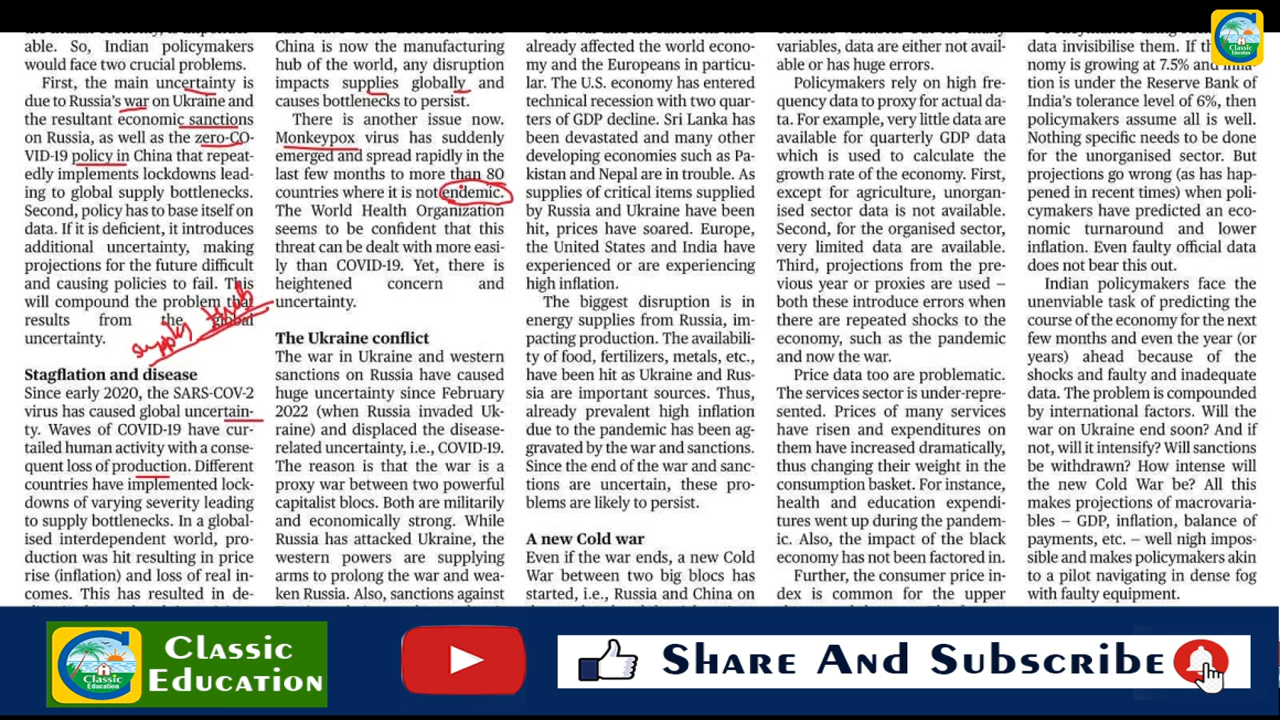 able. So, Indian policymakers
would face two crucial problems.
First, the main uncertainty is
due to Russia's war on Ukraine and
the resultant economic sanctions
on Russia, as well as the zero-CO-
VID-19 policy in China that repeat-
edly implements lockdowns lead-
ing to global supply bottlenecks.
Second, policy has to base itself on
data. If it is deficient, it introduces
additional uncertainty, making
projections for the future difficult
and causing policies to fail. This
will compound the problem that
results from the global
uncertainty.
supply
Stagflation and disease
Since early 2020, the SARS-COV-2
virus has caused global uncertain-
ty. Waves of COVID-19 have cur-
tailed human activity with a conse-
quent loss of production. Different
countries have implemented lock-
downs of varying severity leading
to supply bottlenecks. In a global-
ised interdependent world, pro-
duction was hit resulting in price
rise (inflation) and loss of real in-
comes. This has resulted in de-
China is now the manufacturing
hub of the world, any disruption
impacts supplies globally and
causes bottlenecks to persist.
There is another issue now.
Monkeypox virus has suddenly
emerged and spread rapidly in the
last few months to more than 80
countries where it is not endemic.
The World Health Organization
seems to be confident that this
threat can be dealt with more easi-
ly than COVID-19. Yet, there is
heightened concern and
uncertainty.
The Ukraine conflict
The war in Ukraine and western
sanctions on Russia have caused
huge uncertainty since February
2022 (when Russia invaded Uk-
raine) and displaced the disease-
related uncertainty, i.e., COVID-19.
The reason is that the war is a
proxy war between two powerful
capitalist blocs. Both are militarily
and economically strong. While
Russia has attacked Ukraine, the
western powers are supplying
arms to prolong the war and wea-
ken Russia. Also, sanctions against
already affected the world econo-
my and the Europeans in particu-
lar. The U.S. economy has entered
technical recession with two quar-
ters of GDP decline. Sri Lanka has
been devastated and many other
developing economies such as Pa-
kistan and Nepal are in trouble. As
supplies of critical items supplied
by Russia and Ukraine have been
hit, prices have soared. Europe,
the United States and India have
experienced or are experiencing
high inflation.
The biggest disruption is in
energy supplies from Russia, im-
pacting production. The availabili-
ty of food, fertilizers, metals, etc.,
have been hit as Ukraine and Rus-
sia are important sources. Thus,
already prevalent high inflation
due to the pandemic has been ag-
gravated by the war and sanctions.
Since the end of the war and sanc-
tions are uncertain, these pro-
blems are likely to persist.
A new Cold war
Even if the war ends, a new Cold
War between two big blocs has
started, i.e., Russia and China on
variables, data are either not avail-
able or has huge errors.
Policymakers rely on high fre-
quency data to proxy for actual da-
ta. For example, very little data are
available for quarterly GDP data
which is used to calculate the
growth rate of the economy. First,
except for agriculture, unorgan-
ised sector data is not available.
Second, for the organised sector,
very limited data are available.
Third, projections from the pre-
vious year or proxies are used –
both these introduce errors when
there are repeated shocks to the
economy, such as the pandemic
and now the war.
Price data too are problematic.
The services sector is under-repre-
sented. Prices of many services
have risen and expenditures on
them have increased dramatically,
thus changing their weight in the
consumption basket. For instance,
health and education expendi-
tures went up during the pandem-
ic. Also, the impact of the black
economy has not been factored in.
Further, the consumer price in-
dex is common for the upper
data invisibilise them. If the
nomy is growing at 7.5% and infla-
tion is under the Reserve Bank of
India's tolerance level of 6%, then
policymakers assume all is well.
Nothing specific needs to be done
for the unorganised sector. But
projections go wrong (as has hap-
pened in recent times) when poli-
cymakers have predicted an eco-
nomic turnaround and lower
inflation. Even faulty official data
does not bear this out.
Indian policymakers face the
unenviable task of predicting the
course of the economy for the next
few months and even the year (or
years) ahead because of the
shocks and faulty and inadequate
data. The problem is compounded
by international factors. Will the
war on Ukraine end soon? And if
not, will it intensify? Will sanctions
be withdrawn? How intense will
the new Cold War be? All this
makes projections of macrovaria-
bles – GDP, inflation, balance of
payments, etc. – well nigh impos-
sible and makes policymakers akin
to a pilot navigating in dense fog
with faulty equipment.
Classic
Education
Classic
Education
Classic
Education
Share And Subscribe